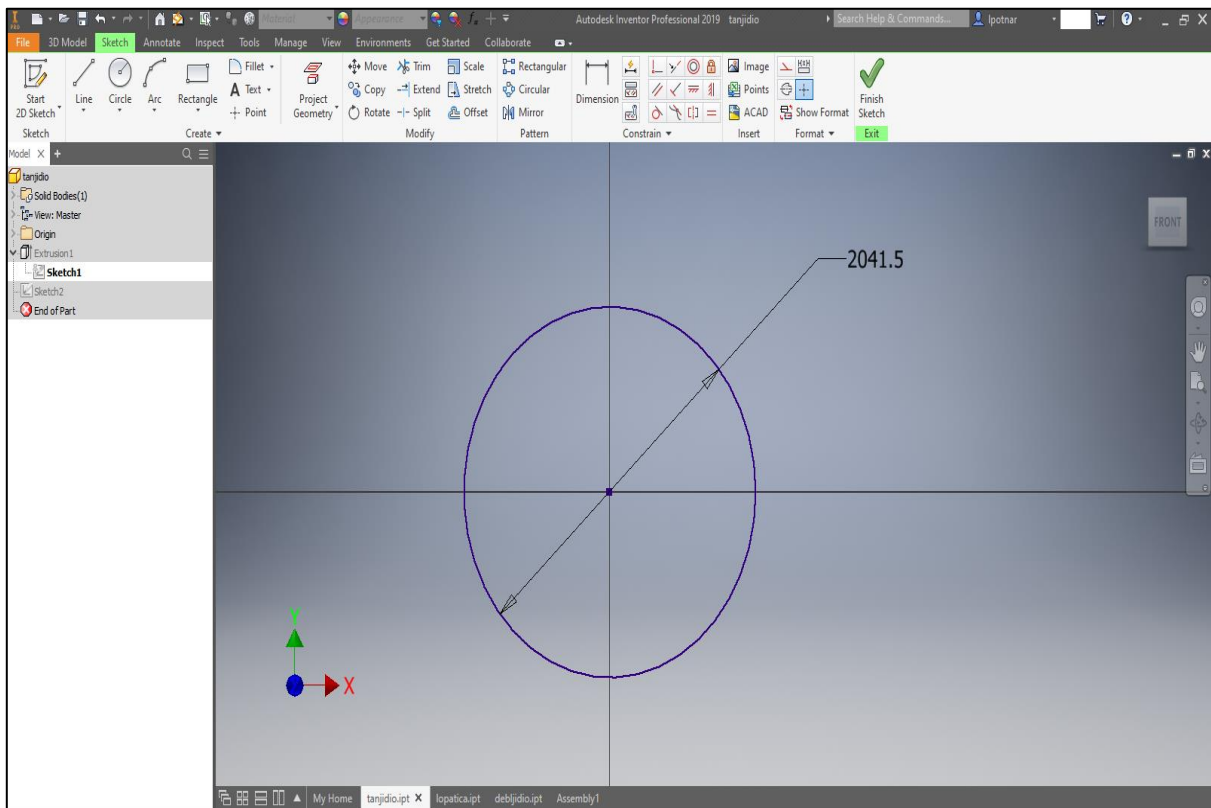 PRO Material Appearance Autodesk Inventor Professional 2019 tanjidio Search Help & Commands... lpotnar
File 3D Model Sketch Annotate Inspect Tools Manage View Environments Get Started Collaborate
Fillet Move Trim Scale Rectangular Image
Text Copy Extend Stretch Circular Points
Start 2D Sketch Line Circle Arc Rectangle Point Project Geometry Rotate Split Offset Mirror Dimension ACAD Show Format Finish Sketch
Sketch Create Modify Pattern Constrain Insert Format Exit
Model X +
tanjidio
Solid Bodies(1)
View: Master
Origin
Extrusion1
Sketch1
Sketch2
End of Part
FRONT
2041.5
Y
X
My Home tanjidio.ipt X lopatica.ipt debljidio.ipt Assembly1